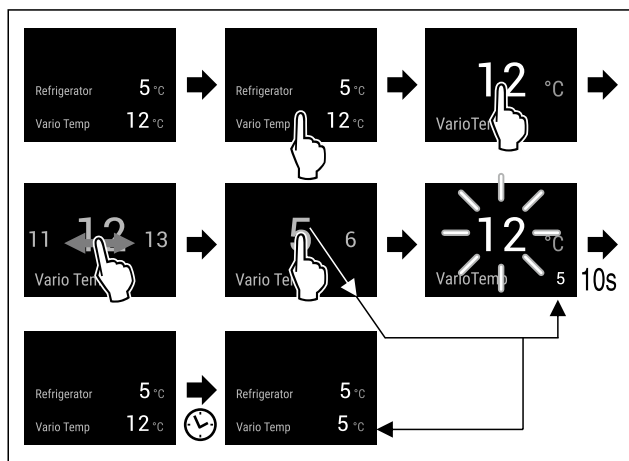 Refrigerator 5 °C
Vario Temp 12 °C
Refrigerator 5 °C
Vario Temp 12 °C
12 °C
VarioTemp
11 12 13
Vario Temp
5 6
Vario Temp
12 °C
VarioTemp 5
10s
Refrigerator 5 °C
Vario Temp 12 °C
Refrigerator 5 °C
Vario Temp 5 °C